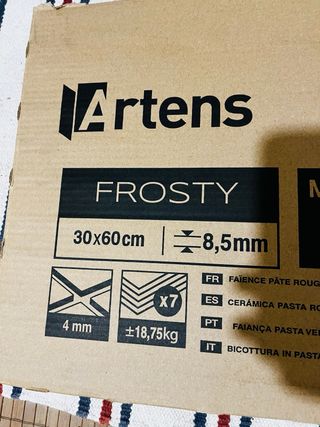 Artens
FROSTY
30x60cm
8,5mm
4 mm
x7
±18,75kg
FR FAÏENCE PÂTE ROUG
ES CERÁMICA PASTA RO
PT FAIANÇA PASTA VE
IT BICOTTURA IN PASTA